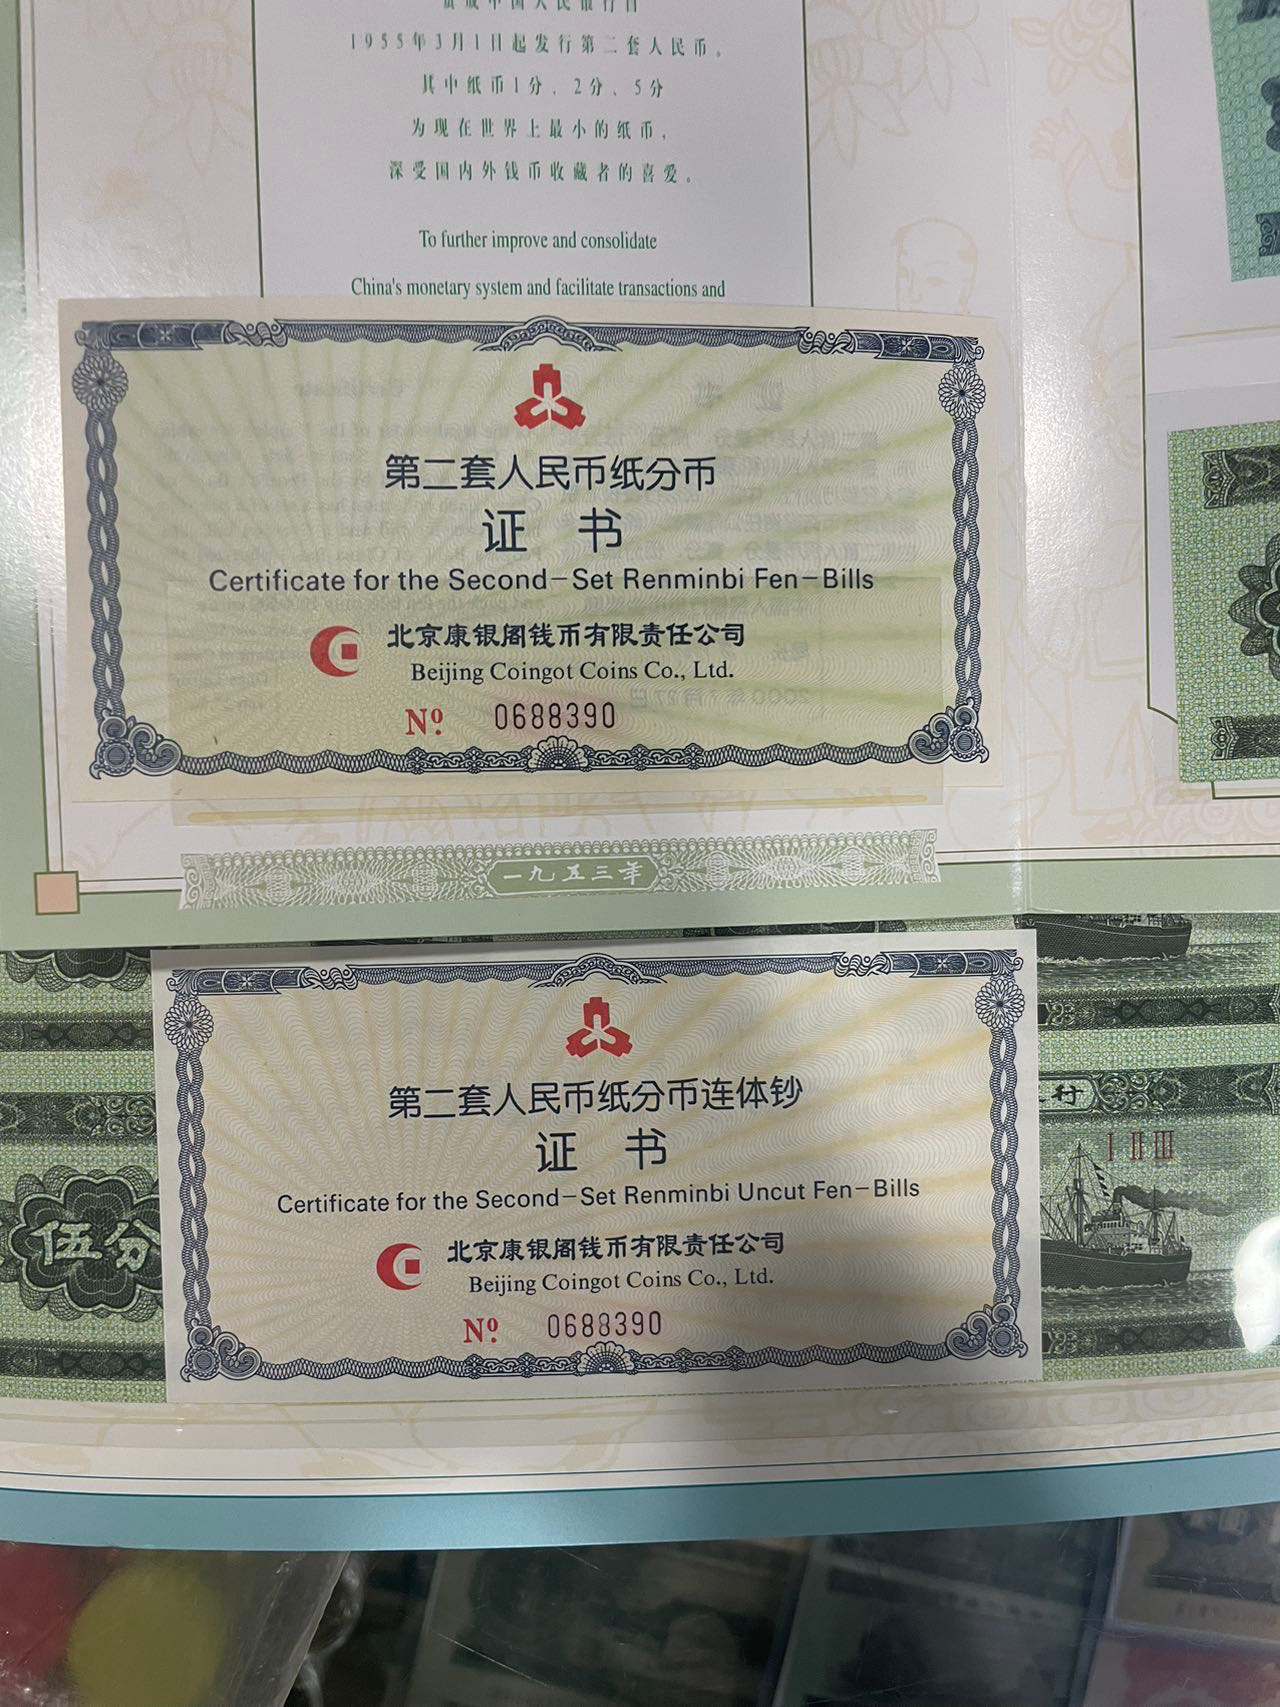 1955年3月1日起发行第二套人民币。
其中纸币1分、2分、5分
为现在世界上最小的纸币，
深受国内外钱币收藏者的喜爱。
To further improve and consolidate
China's monetary system and facilitate transactions and
第二套人民币纸分币
证 书
Certificate for the Second-Set Renminbi Fen-Bills
北京康银阁钱币有限责任公司
Beijing Coingot Coins Co., Ltd.
Nº. 0688390
一九五三年
第二套人民币纸分币连体钞
证 书
Certificate for the Second-Set Renminbi Uncut Fen-Bills
北京康银阁钱币有限责任公司
Beijing Coingot Coins Co., Ltd.
Nº. 0688390
伍分
行
I II III